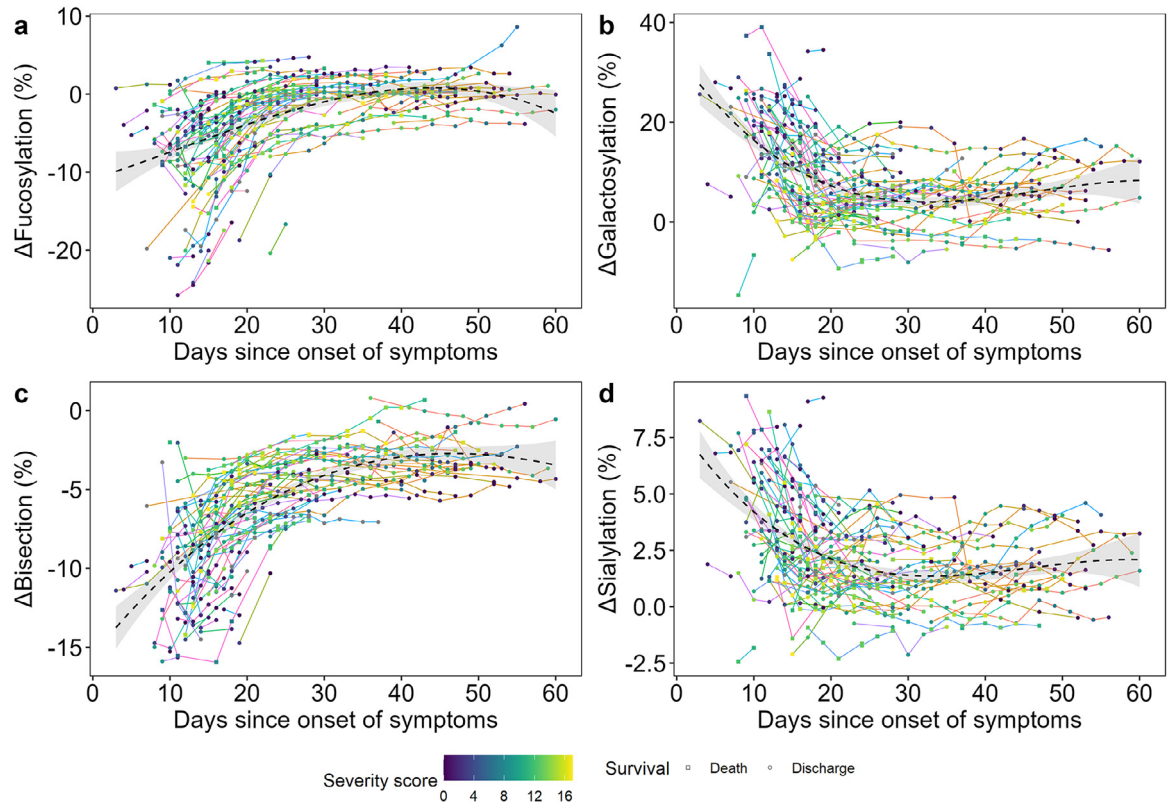 a
ΔFucosylation (%)
10
0
-10
-20
0 10 20 30 40 50 60
Days since onset of symptoms
b
ΔGalactosylation (%)
40
20
0
0 10 20 30 40 50 60
Days since onset of symptoms
c
ΔBisection (%)
0
-5
-10
-15
0 10 20 30 40 50 60
Days since onset of symptoms
d
ΔSialylation (%)
7.5
5.0
2.5
0.0
-2.5
0 10 20 30 40 50 60
Days since onset of symptoms
Severity score
0 4 8 12 16
Survival Death Discharge